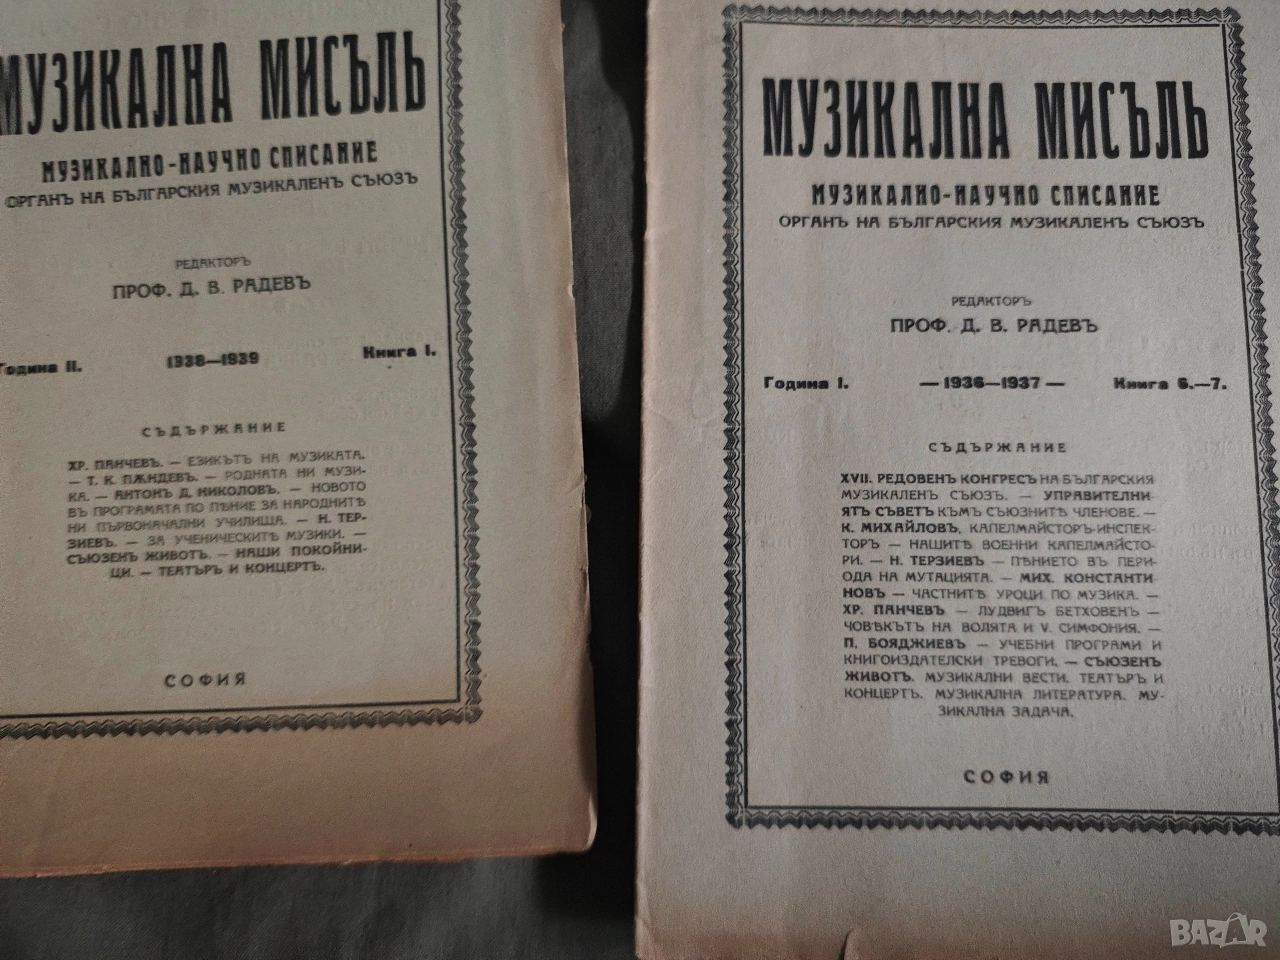 МУЗИКАЛНА МИСЪЛЬ
МУЗИКАЛНО-НАУЧНО СПИСАНИЕ
ОРГАНЪ НА БЪЛГАРСКИЯ МУЗИКАЛЕНЪ СЪЮЗЪ
РЕДАКТОРЪ
ПРОФ. Д. В. РАДЕВЪ
Година II. 1938—1939 Книга I.
СЪДЪРЖАНИЕ
ХР. ПАНЧЕВЪ. — ЕЗИКЪТЪ НА МУЗИКАТА.
— Т. К. ПѪНДЕВЪ. — РОДНАТА НИ МУЗИ-
КА. — АНТОНЪ Д. НИКОЛОВЪ. — НОВОТО
ВЪ ПРОГРАМАТА ПО ПѢНИЕ ЗА НАРОДНИТѢ
НИ ПЪРВОНАЧАЛНИ УЧИЛИЩА. — Н. ТЕР-
ЗИЕВЪ. — ЗА УЧЕНИЧЕСКИТѢ МУЗИКИ. —
СЪЮЗЕНЪ ЖИВОТЪ. — НАШИ ПОКОЙНИ-
ЦИ. — ТЕАТЪРЪ И КОНЦЕРТЪ.
СОФИЯ
МУЗИКАЛНА МИСЪЛЬ
МУЗИКАЛНО-НАУЧНО СПИСАНИЕ
ОРГАНЪ НА БЪЛГАРСКИЯ МУЗИКАЛЕНЪ СЪЮЗЪ
РЕДАКТОРЪ
ПРОФ. Д. В. РАДЕВЪ
Година I. — 1936—1937 — Книга 6.—7.
СЪДЪРЖАНИЕ
XVII. РЕДОВЕНЪ КОНГРЕСЪ НА БЪЛГАРСКИЯ
МУЗИКАЛЕНЪ СЪЮЗЪ. — УПРАВИТЕЛНИ-
ЯТЪ СЪВЕТЪ КЪМЪ СЪЮЗНИТѢ ЧЛЕНОВЕ. —
К. МИХАЙЛОВЪ, КАПЕЛМАЙСТОРЪ-ИНСПЕК-
ТОРЪ — НАШИТѢ ВОЕННИ КАПЕЛМАЙСТО-
РИ. — Н. ТЕРЗИЕВЪ — ПѢНИЕТО ВЪ ПЕРИ-
ОДА НА МУТАЦИЯТА. — МИХ. КОНСТАНТИ
НОВЪ — ЧАСТНИТѢ УРОЦИ ПО МУЗИКА. —
ХР. ПАНЧЕВЪ — ЛУДВИГЪ БЕТХОВЕНЪ —
ЧОВѢКЪТЪ НА ВОЛЯТА И V. СИМФОНИЯ. —
П. БОЯДЖИЕВЪ — УЧЕБНИ ПРОГРАМИ И
КНИГОИЗДАТЕЛСКИ ТРЕВОГИ. — СЪЮЗЕНЪ
ЖИВОТЪ. МУЗИКАЛНИ ВЕСТИ. ТЕАТЪРЪ И
КОНЦЕРТЪ. МУЗИКАЛНА ЛИТЕРАТУРА. МУ-
ЗИКАЛНА ЗАДАЧА.
СОФИЯ
BAZAR